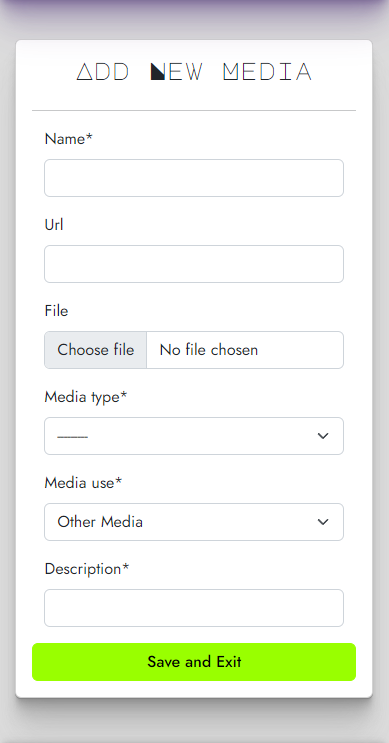 ADD NEW MEDIA
Name*
Url
File
Choose file No file chosen
Media type*
---------
Media use*
Other Media
Description*
Save and Exit